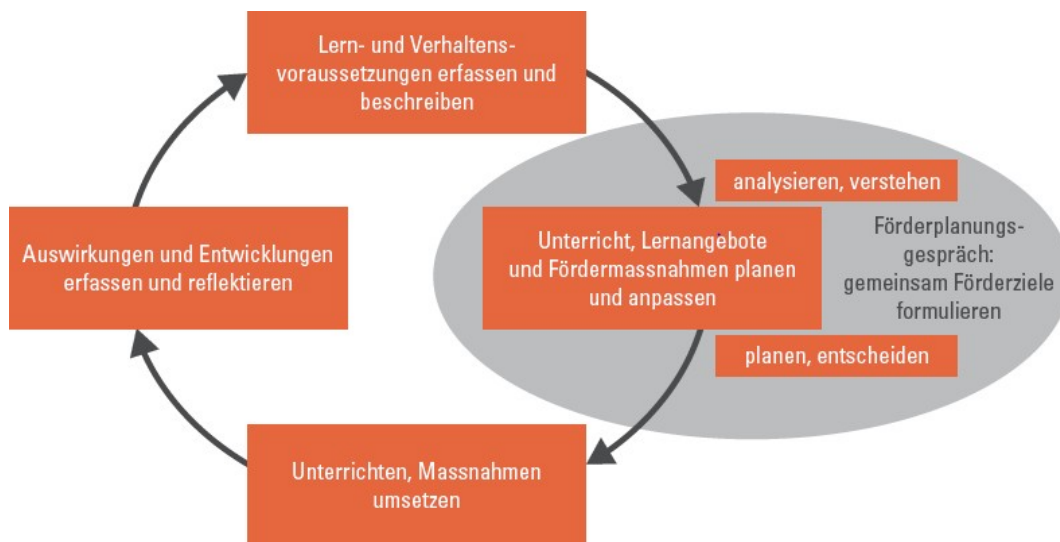 Lern- und Verhaltens-
voraussetzungen erfassen und
beschreiben
analysieren, verstehen
Unterricht, Lernangebote
und Fördermassnahmen planen
und anpassen
Förderplanungs-
gespräch:
gemeinsam Förderziele
formulieren
planen, entscheiden
Unterrichten, Massnahmen
umsetzen
Auswirkungen und Entwicklungen
erfassen und reflektieren